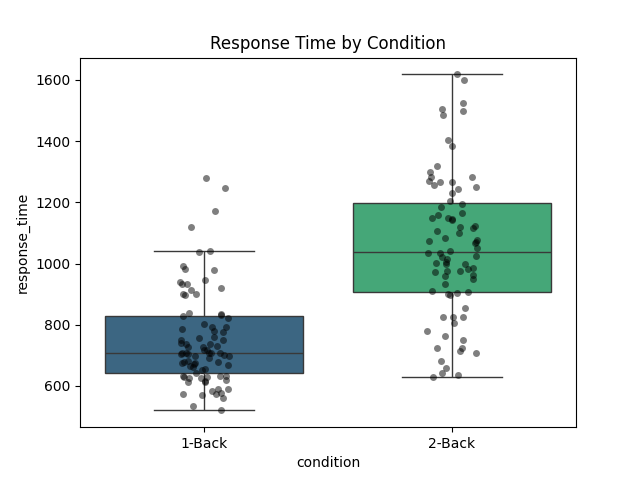 Response Time by Condition
1600
1400
1200
1000
800
600
response_time
1-Back
2-Back
condition